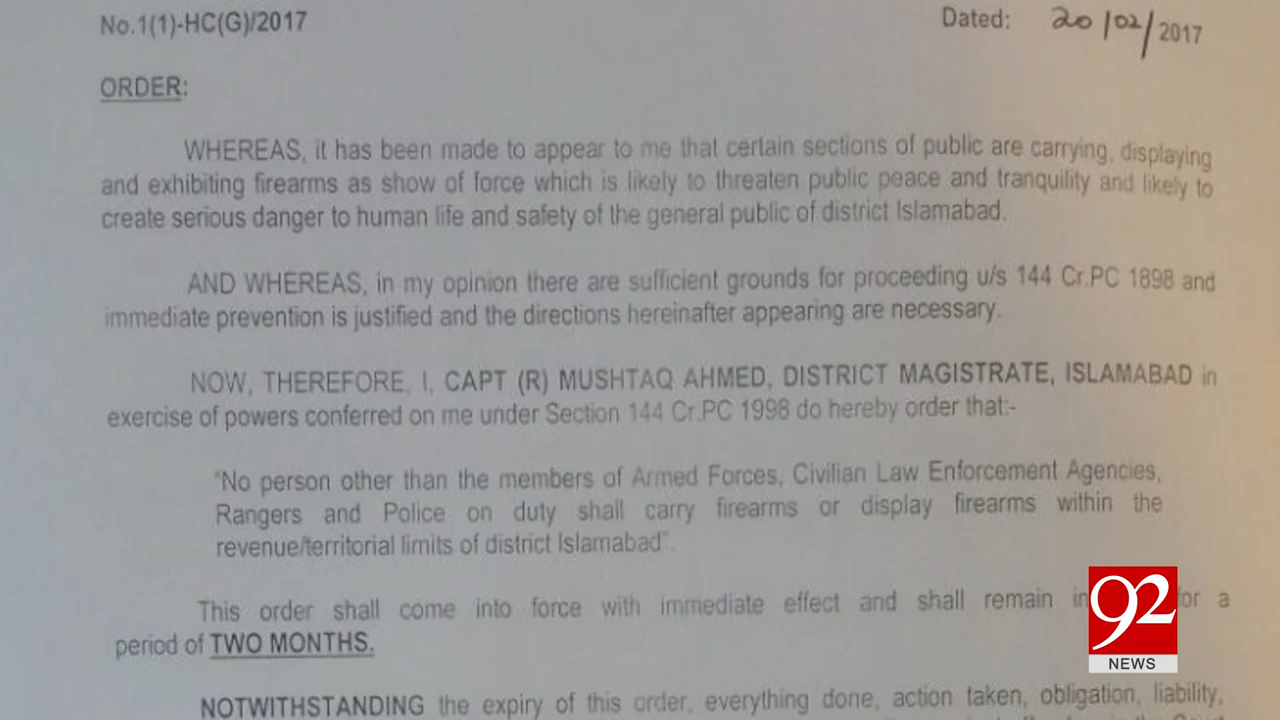 No.1(1)-HC(G)/2017
Dated: 20/02/2017
ORDER:
WHEREAS, it has been made to appear to me that certain sections of public are carrying, displaying
and exhibiting firearms as show of force which is likely to threaten public peace and tranquility and likely to
create serious danger to human life and safety of the general public of district Islamabad.
AND WHEREAS, in my opinion there are sufficient grounds for proceeding u/s 144 Cr.PC 1898 and
immediate prevention is justified and the directions hereinafter appearing are necessary.
NOW, THEREFORE, I, CAPT (R) MUSHTAQ AHMED, DISTRICT MAGISTRATE, ISLAMABAD in
exercise of powers conferred on me under Section 144 Cr.PC 1998 do hereby order that:-
"No person other than the members of Armed Forces, Civilian Law Enforcement Agencies,
Rangers and Police on duty shall carry firearms or display firearms within the
revenue/territorial limits of district Islamabad".
This order shall come into force with immediate effect and shall remain in for a
period of TWO MONTHS.
NOTWITHSTANDING the expiry of this order, everything done, action taken, obligation, liability,
92
NEWS